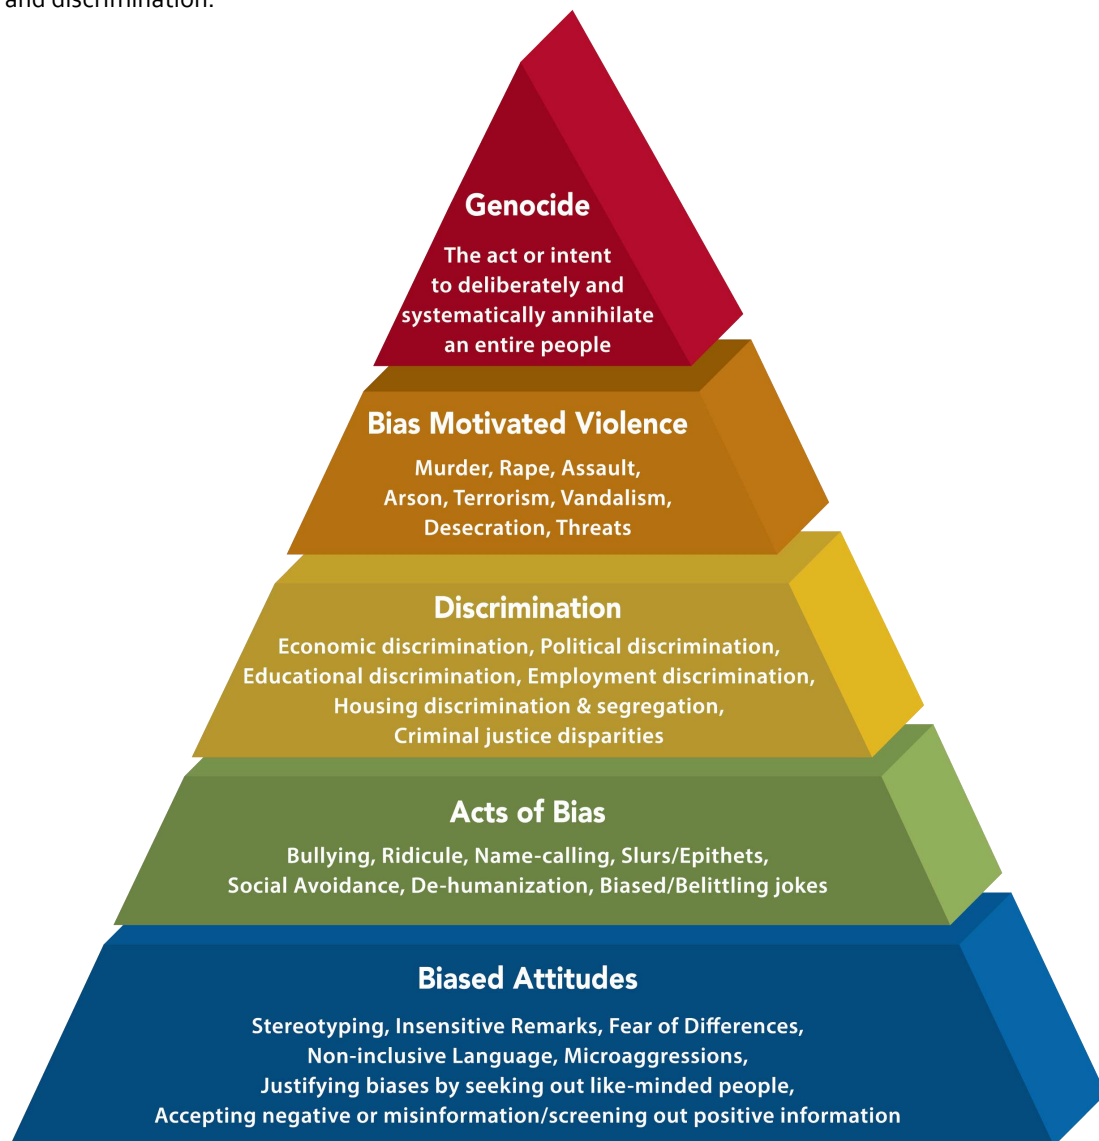 and discrimination.
Genocide
The act or intent
to deliberately and
systematically annihilate
an entire people
Bias Motivated Violence
Murder, Rape, Assault,
Arson, Terrorism, Vandalism,
Desecration, Threats
Discrimination
Economic discrimination, Political discrimination,
Educational discrimination, Employment discrimination,
Housing discrimination & segregation,
Criminal justice disparities
Acts of Bias
Bullying, Ridicule, Name-calling, Slurs/Epithets,
Social Avoidance, De-humanization, Biased/Belittling jokes
Biased Attitudes
Stereotyping, Insensitive Remarks, Fear of Differences,
Non-inclusive Language, Microaggressions,
Justifying biases by seeking out like-minded people,
Accepting negative or misinformation/screening out positive information